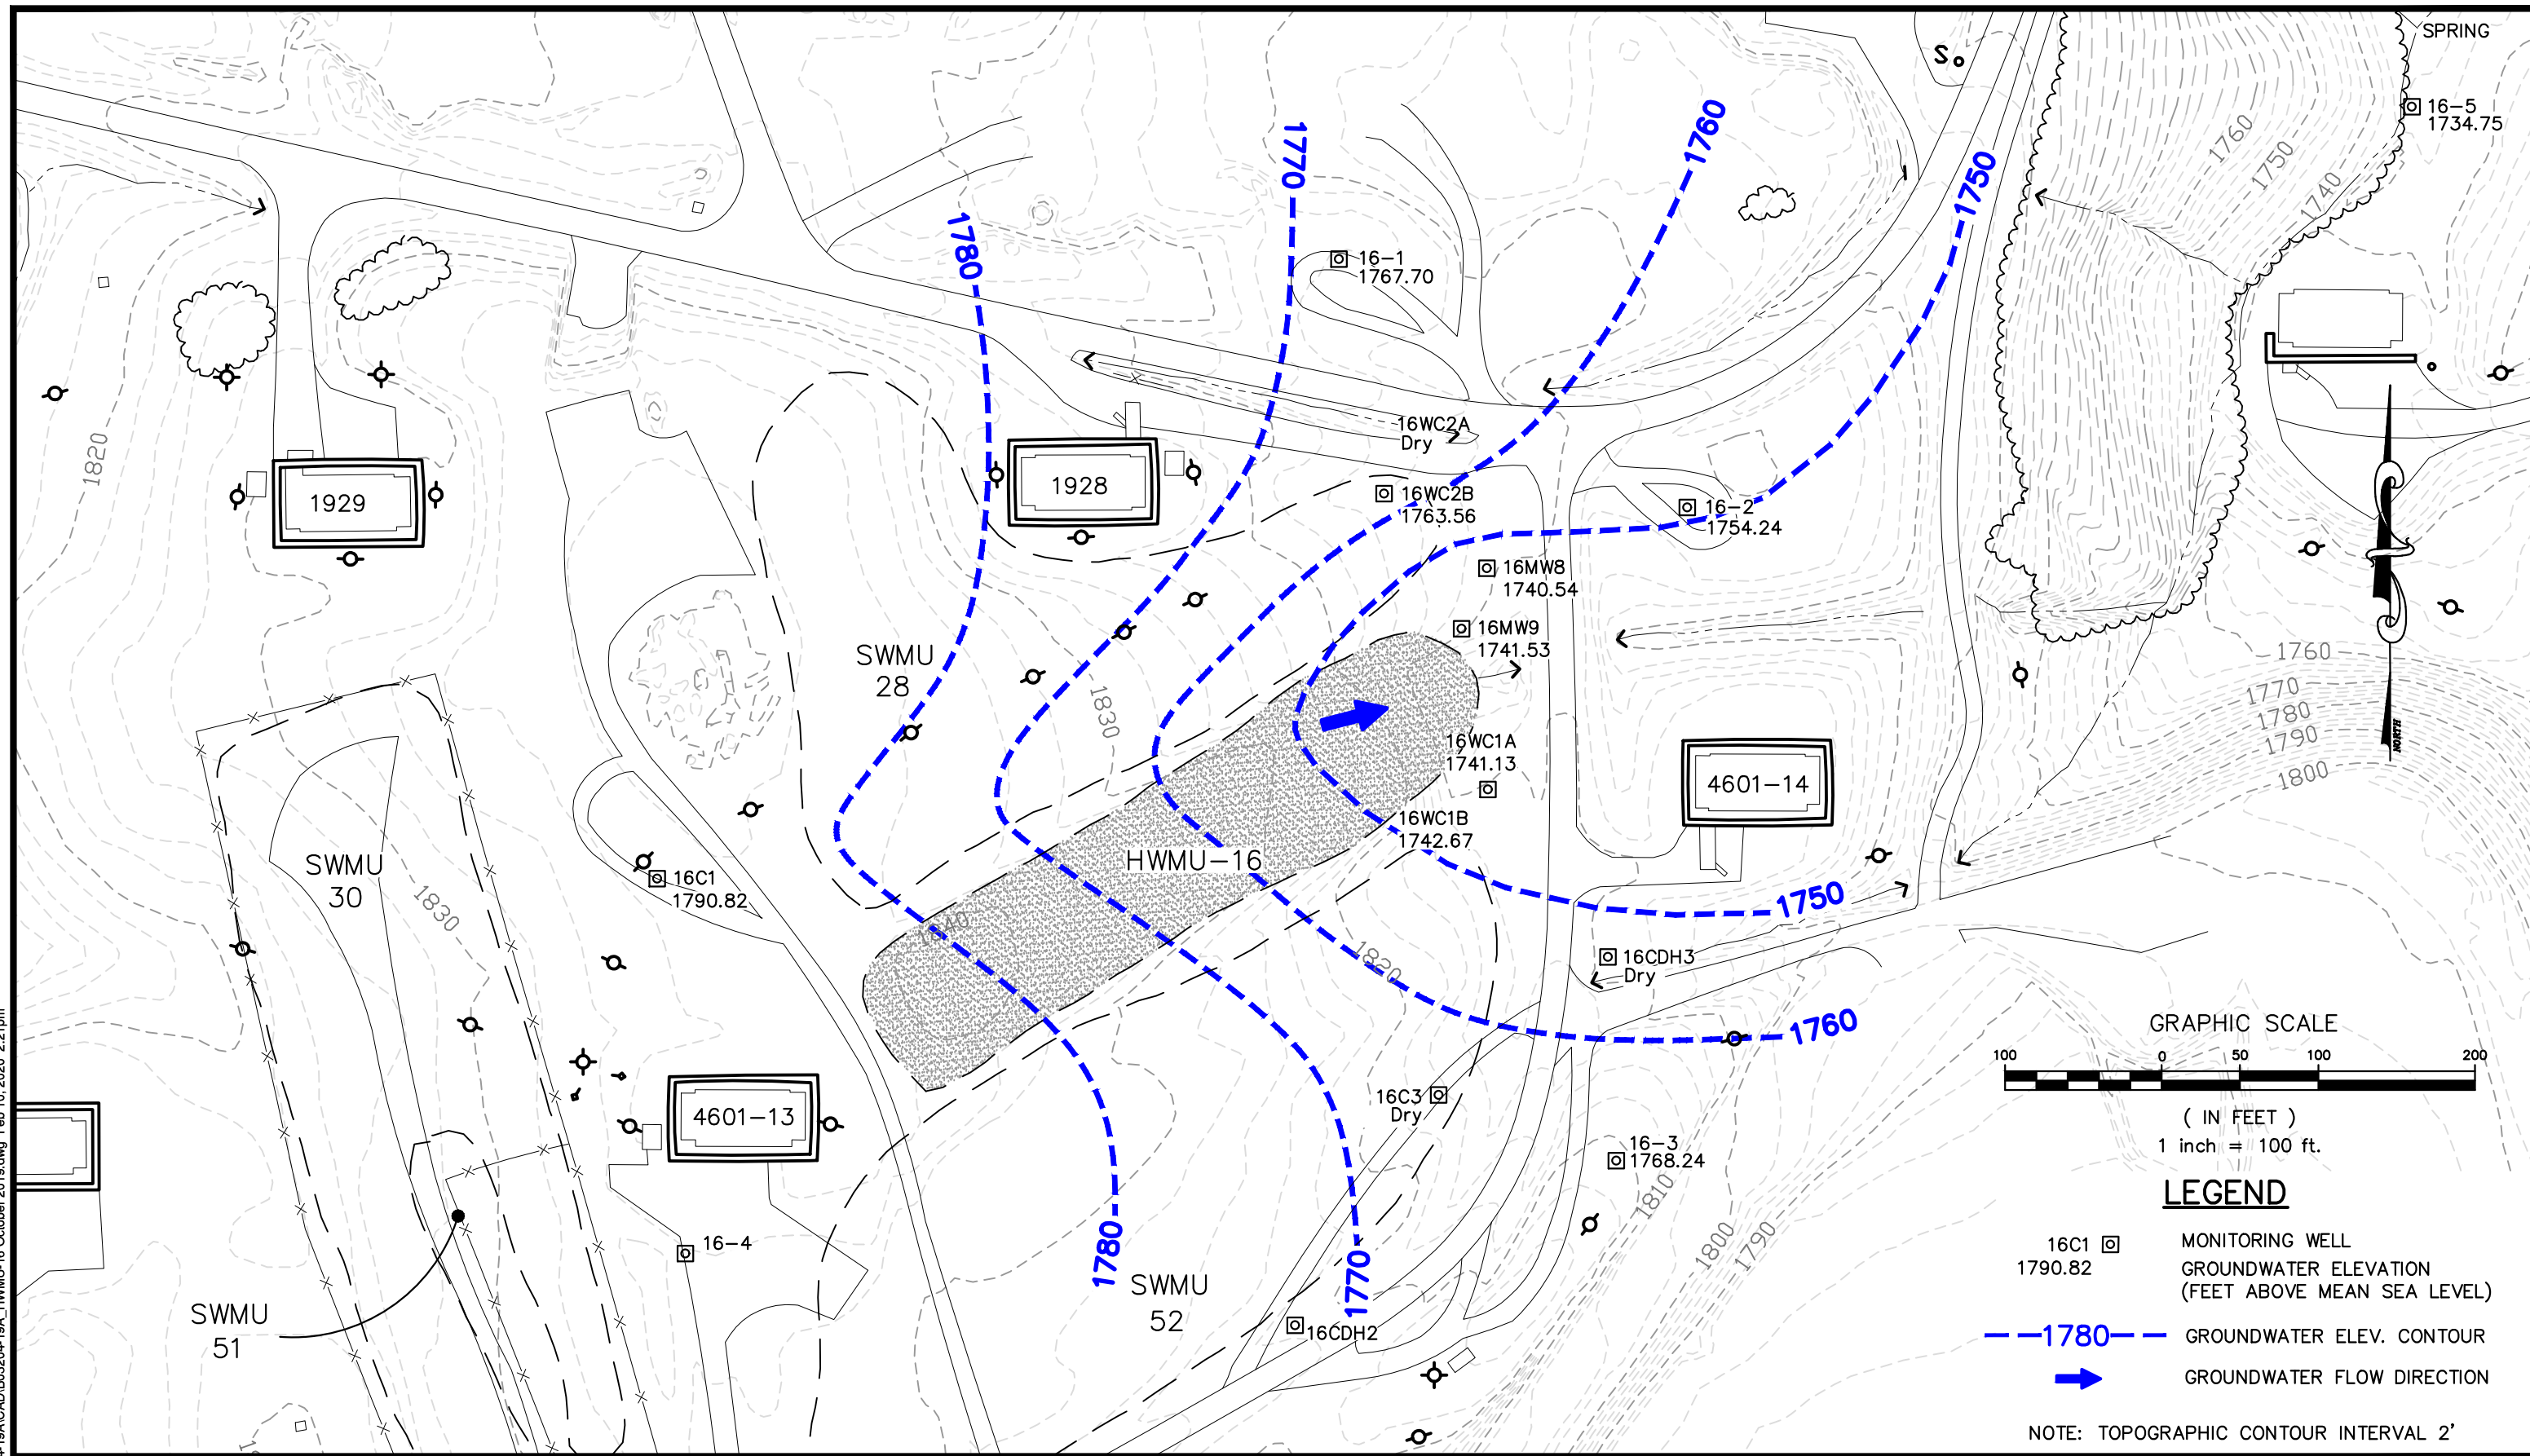 SPRING
S
16-5
1734.75
1760
1750
1740
1760
1770
1750
1780
16-1
1767.70
16WC2A
Dry
1820
1929
1928
16WC2B
1763.56
16-2
1754.24
16MW8
1740.54
16MW9
1741.53
SWMU
28
1830
1760
1770
1780
1790
1800
NORTH
16WC1A
1741.13
4601-14
16WC1B
1742.67
HWMU-16
SWMU
30
1830
16C1
1790.82
1840
1750
1820
16CDH3
Dry
1760
GRAPHIC SCALE
100 0 50 100 200
( IN FEET )
1 inch = 100 ft.
4601-13
16C3
Dry
16-3
1768.24
1810
1800
1790
LEGEND
16C1
1790.82
MONITORING WELL
GROUNDWATER ELEVATION
(FEET ABOVE MEAN SEA LEVEL)
1780
GROUNDWATER ELEV. CONTOUR
GROUNDWATER FLOW DIRECTION
NOTE: TOPOGRAPHIC CONTOUR INTERVAL 2'
16-4
1780
1770
SWMU
52
16CDH2
SWMU
51